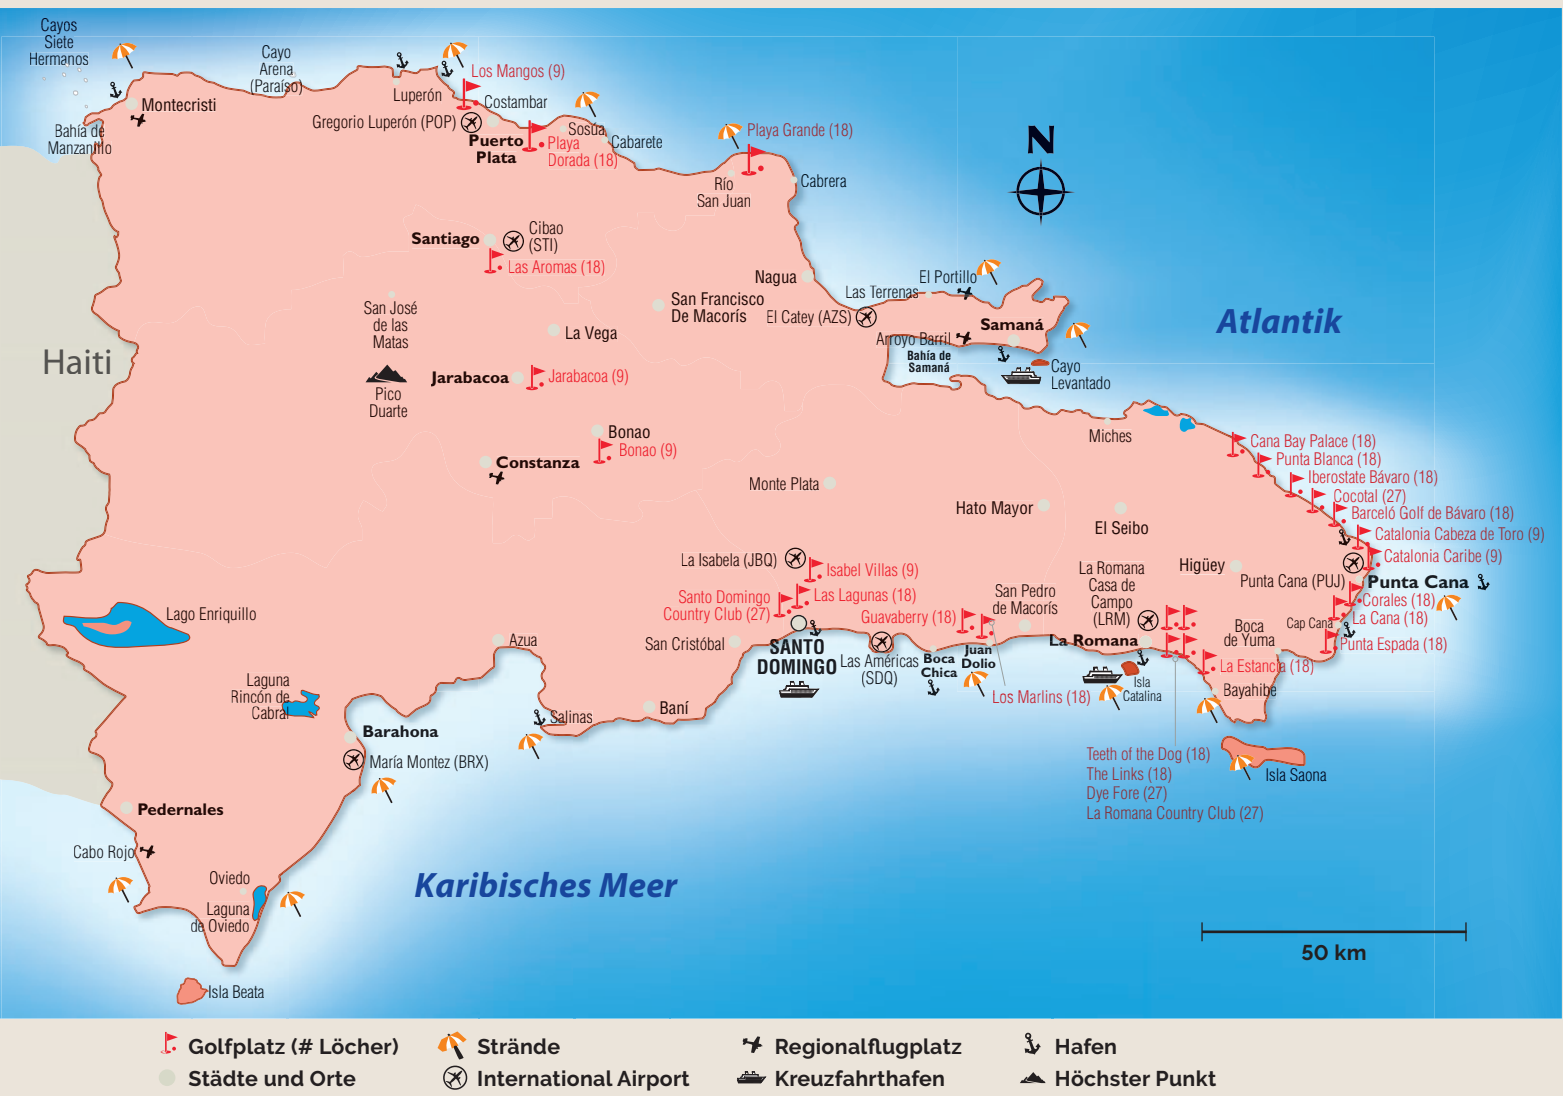 Cayos
Siete
Hermanos
Cayo
Arena
(Paraíso)
Montecristi
Bahía de
Manzanillo
Luperón
Los Mangos (9)
Costambar
Gregorio Luperón (POP)
Puerto
Plata
Playa
Dorada (18)
Sosúa
Cabarete
Playa Grande (18)
Río
San Juan
Cabrera
N
Santiago
Cibao
(STI)
Las Aromas (18)
Nagua
El Portillo
Las Terrenas
San José
de las
Matas
San Francisco
De Macorís
El Catey (AZS)
Samaná
Atlantik
La Vega
Arroyo Barril
Bahía de
Samaná
Cayo
Levantado
Haiti
Jarabacoa
Jarabacoa (9)
Pico
Duarte
Bonao
Bonao (9)
Constanza
Miches
Cana Bay Palace (18)
Punta Blanca (18)
Iberostate Bávaro (18)
Cocotal (27)
Barceló Golf de Bávaro (18)
Catalonia Cabeza de Toro (9)
Catalonia Caribe (9)
Monte Plata
Hato Mayor
El Seibo
La Isabela (JBQ)
Isabel Villas (9)
Las Lagunas (18)
Santo Domingo
Country Club (27)
Guavaberry (18)
San Pedro
de Macorís
La Romana
Casa de
Campo
(LRM)
Higüey
Punta Cana (PUJ)
Punta Cana
Corales (18)
La Cana (18)
Cap Cana
Punta Espada (18)
Boca
de Yuma
La Estancia (18)
Bayahibe
La Romana
Isla
Catalina
Lago Enriquillo
Azua
San Cristóbal
SANTO
DOMINGO
Las Américas
(SDQ)
Boca
Chica
Juan
Dolio
Los Marlins (18)
Laguna
Rincón de
Cabral
Barahona
María Montez (BRX)
Salinas
Baní
Teeth of the Dog (18)
The Links (18)
Dye Fore (27)
La Romana Country Club (27)
Isla Saona
Pedernales
Cabo Rojo
Oviedo
Laguna
de Oviedo
Isla Beata
Karibisches Meer
50 km
Golfplatz (# Löcher)
Strände
Regionalflugplatz
Hafen
Städte und Orte
International Airport
Kreuzfahrthafen
Höchster Punkt